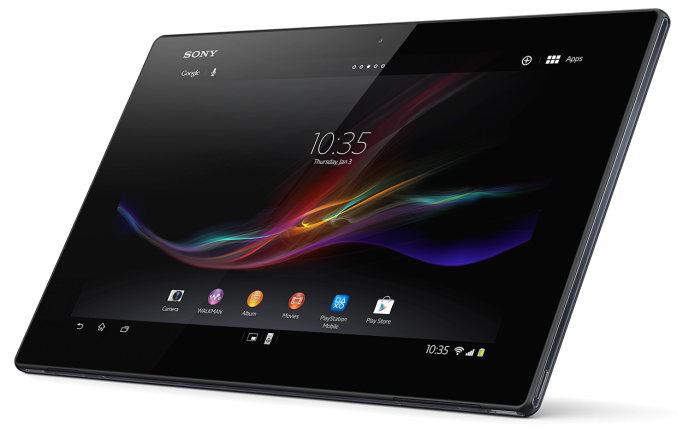 SONY
Google
Apps
10:35
Thursday, Jan 3
Camera
WALKMAN
Album
Movies
PlayStation
Mobile
Play Store
10:35